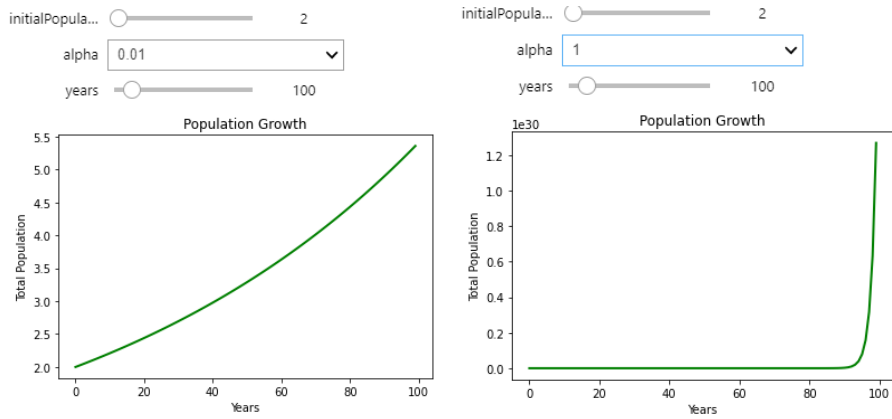 initialPopula... 2
alpha 0.01
years 100
Population Growth
5.5
5.0
4.5
4.0
3.5
3.0
2.5
2.0
Total Population
0 20 40 60 80 100
Years
initialPopula... 2
alpha 1
years 100
1e30
Population Growth
1.2
1.0
0.8
0.6
0.4
0.2
0.0
Total Population
0 20 40 60 80 100
Years